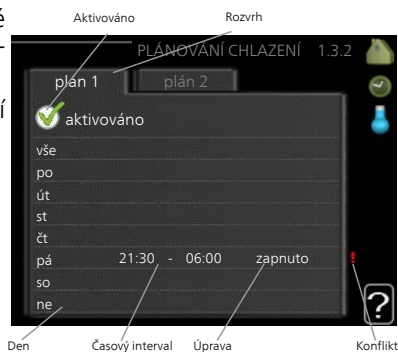 Aktivováno Rozvrh
é
PLÁNOVÁNÍ CHLAZENÍ 1.3.2
plán 1 plán 2
í
aktivováno
vše
po
út
st
čt
pá 21:30 - 06:00 zapnuto !
so
ne
?
Den Časový interval Úprava Konflikt